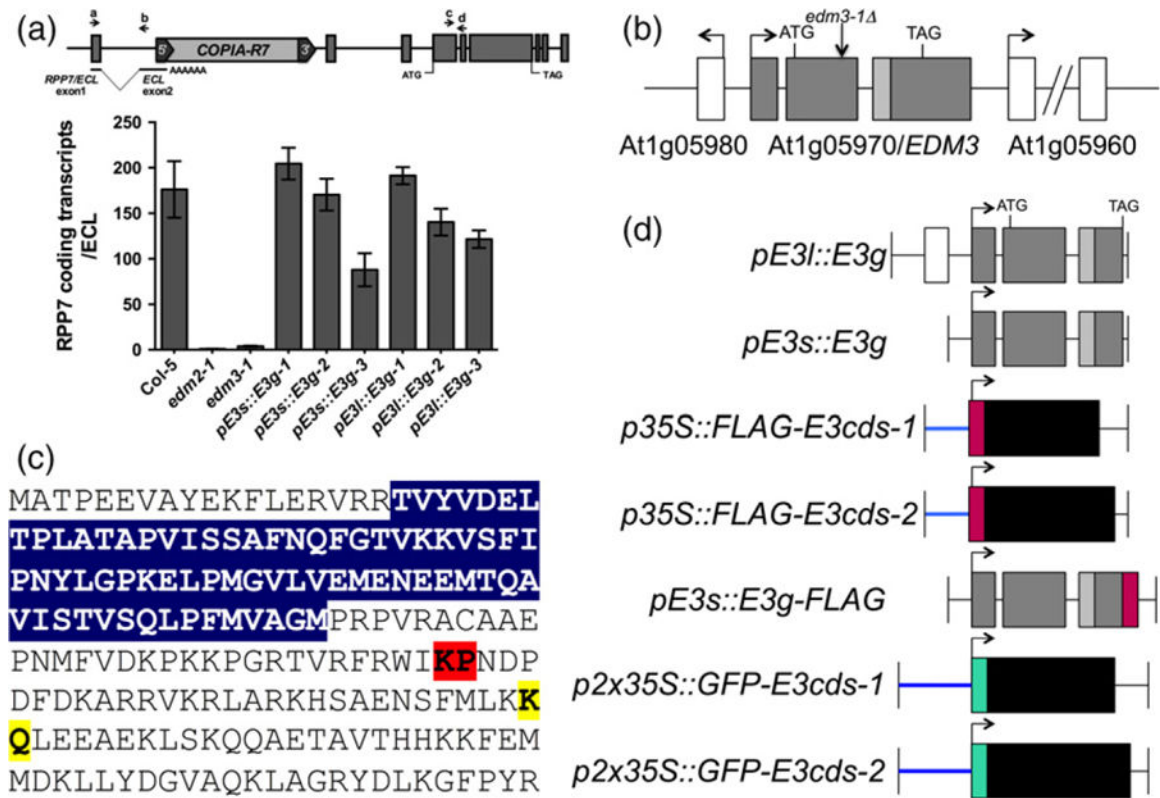 (a)
a
b
c
d
5'
COPIA-R7
3'
AAAAAA
RPP7/ECL
exon1
ECL
exon2
ATG
TAG
RPP7 coding transcripts
/ECL
250
200
150
100
50
0
Col-5
edm2-1
edm3-1
pE3s::E3g-1
pE3s::E3g-2
pE3s::E3g-3
pE3l::E3g-1
pE3l::E3g-2
pE3l::E3g-3
(b)
edm3-1Δ
ATG
TAG
At1g05980
At1g05970/EDM3
At1g05960
(c)
MATPEEVAYEKFLERVRRTVYVDEL
TPLATAPVISSAFNQFGTVKKVSFI
PNYLGPKELPMGVLVEMENEEMTQA
VISTVSQLPFMVAGMPRPVRACAAE
PNMFVDKPKKPGRTVRFRWIKPNDP
DFDKARRVKRLARKHSAENSFMLKK
QLEEAEKLSKQQAETAVTHHKKFEM
MDKLLYDGVAQKLAGRYDLKGFPYR
(d)
ATG
TAG
pE3l::E3g
pE3s::E3g
p35S::FLAG-E3cds-1
p35S::FLAG-E3cds-2
pE3s::E3g-FLAG
p2x35S::GFP-E3cds-1
p2x35S::GFP-E3cds-2